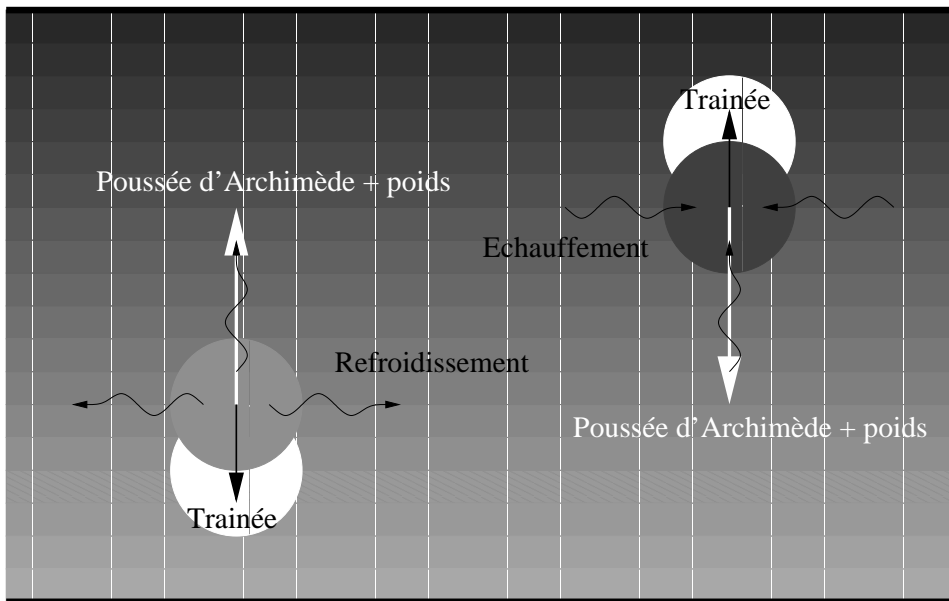 Trainée
Poussée d'Archimède + poids
Echauffement
Refroidissement
Poussée d'Archimède + poids
Trainée